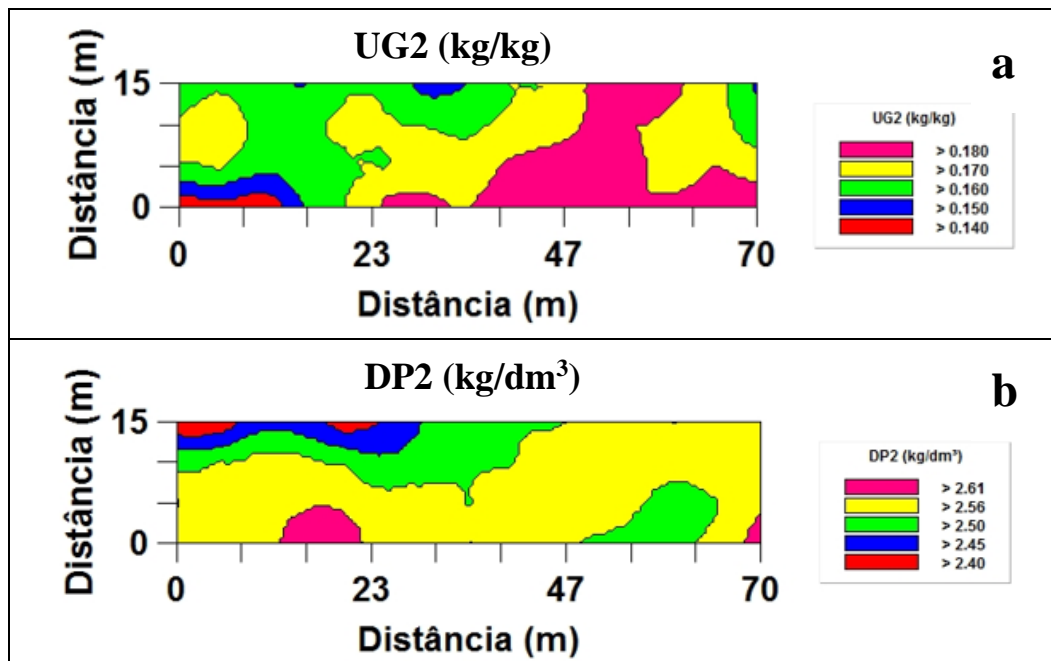 UG2 (kg/kg)
a
Distância (m)
15
0
0 23 47 70
Distância (m)
UG2 (kg/kg)
> 0.180
> 0.170
> 0.160
> 0.150
> 0.140
DP2 (kg/dm³)
b
Distância (m)
15
0
0 23 47 70
Distância (m)
DP2 (kg/dm³)
> 2.61
> 2.56
> 2.50
> 2.45
> 2.40